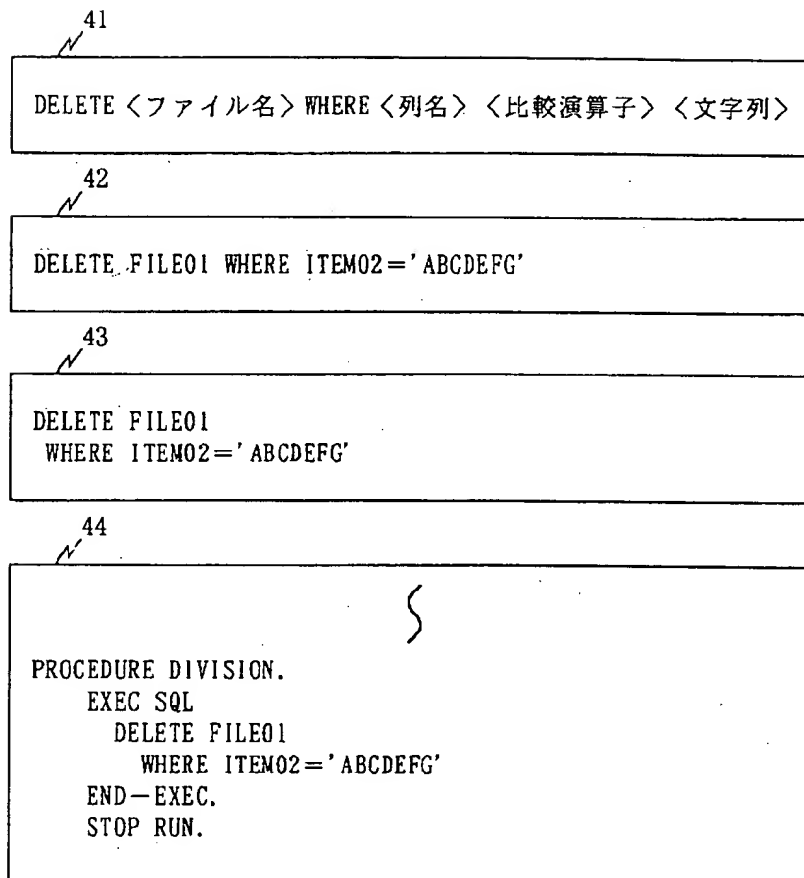 41
DELETE〈ファイル名〉WHERE〈列名〉〈比較演算子〉〈文字列〉
42
DELETE FILE01 WHERE ITEM02='ABCDEFG'
43
DELETE FILE01
WHERE ITEM02='ABCDEFG'
44
PROCEDURE DIVISION.
EXEC SQL
DELETE FILE01
WHERE ITEM02='ABCDEFG'
END-EXEC.
STOP RUN.